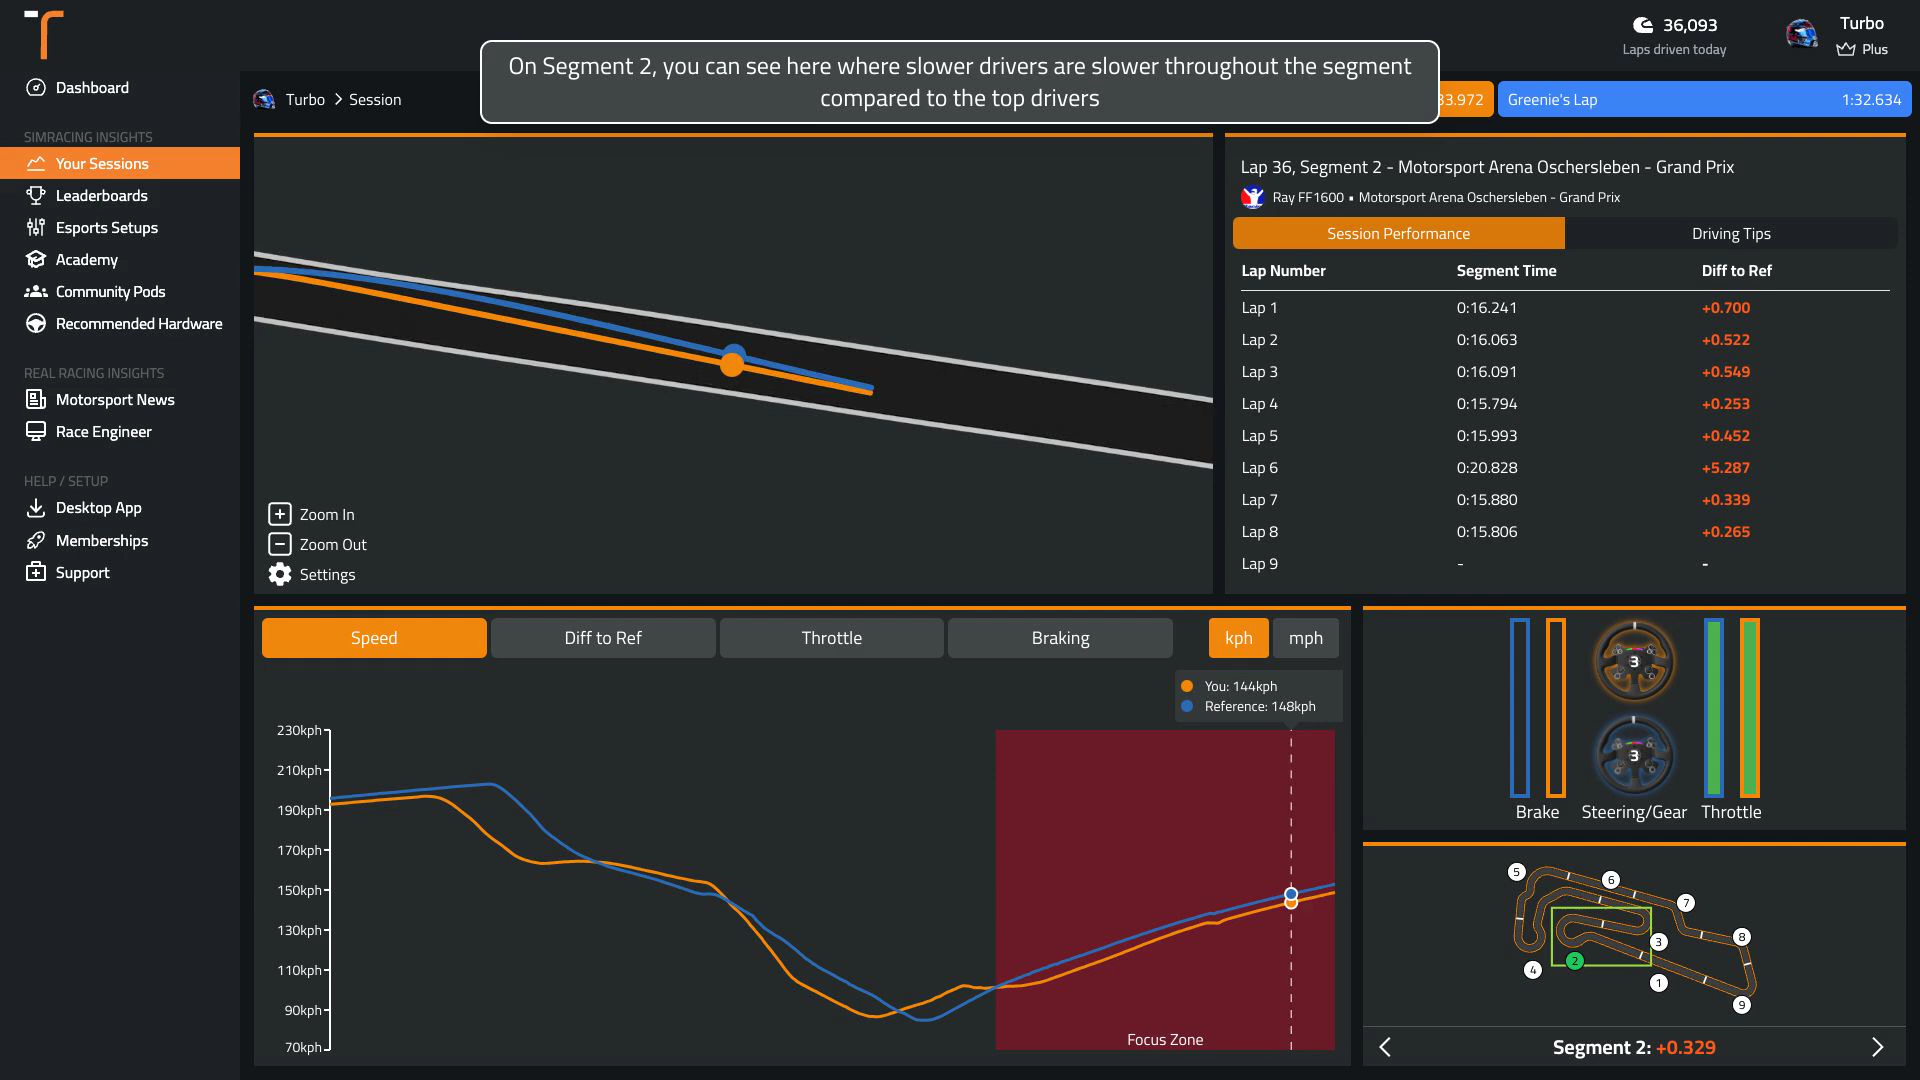 36,093
Laps driven today
Turbo
Plus
On Segment 2, you can see here where slower drivers are slower throughout the segment
compared to the top drivers
Dashboard
SIMRACING INSIGHTS
Your Sessions
Leaderboards
Esports Setups
Academy
Community Pods
Recommended Hardware
REAL RACING INSIGHTS
Motorsport News
Race Engineer
HELP / SETUP
Desktop App
Memberships
Support
Turbo > Session
33.972
Greenie's Lap 1:32.634
Zoom In
Zoom Out
Settings
Lap 36, Segment 2 - Motorsport Arena Oschersleben - Grand Prix
Ray FF1600 • Motorsport Arena Oschersleben - Grand Prix
Session Performance Driving Tips
Lap Number Segment Time Diff to Ref
Lap 1 0:16.241 +0.700
Lap 2 0:16.063 +0.522
Lap 3 0:16.091 +0.549
Lap 4 0:15.794 +0.253
Lap 5 0:15.993 +0.452
Lap 6 0:20.828 +5.287
Lap 7 0:15.880 +0.339
Lap 8 0:15.806 +0.265
Lap 9 - -
Speed Diff to Ref Throttle Braking kph mph
You: 144kph
Reference: 148kph
230kph
210kph
190kph
170kph
150kph
130kph
110kph
90kph
70kph
Focus Zone
3
3
Brake Steering/Gear Throttle
5
6
7
8
3
2
4
1
9
Segment 2: +0.329